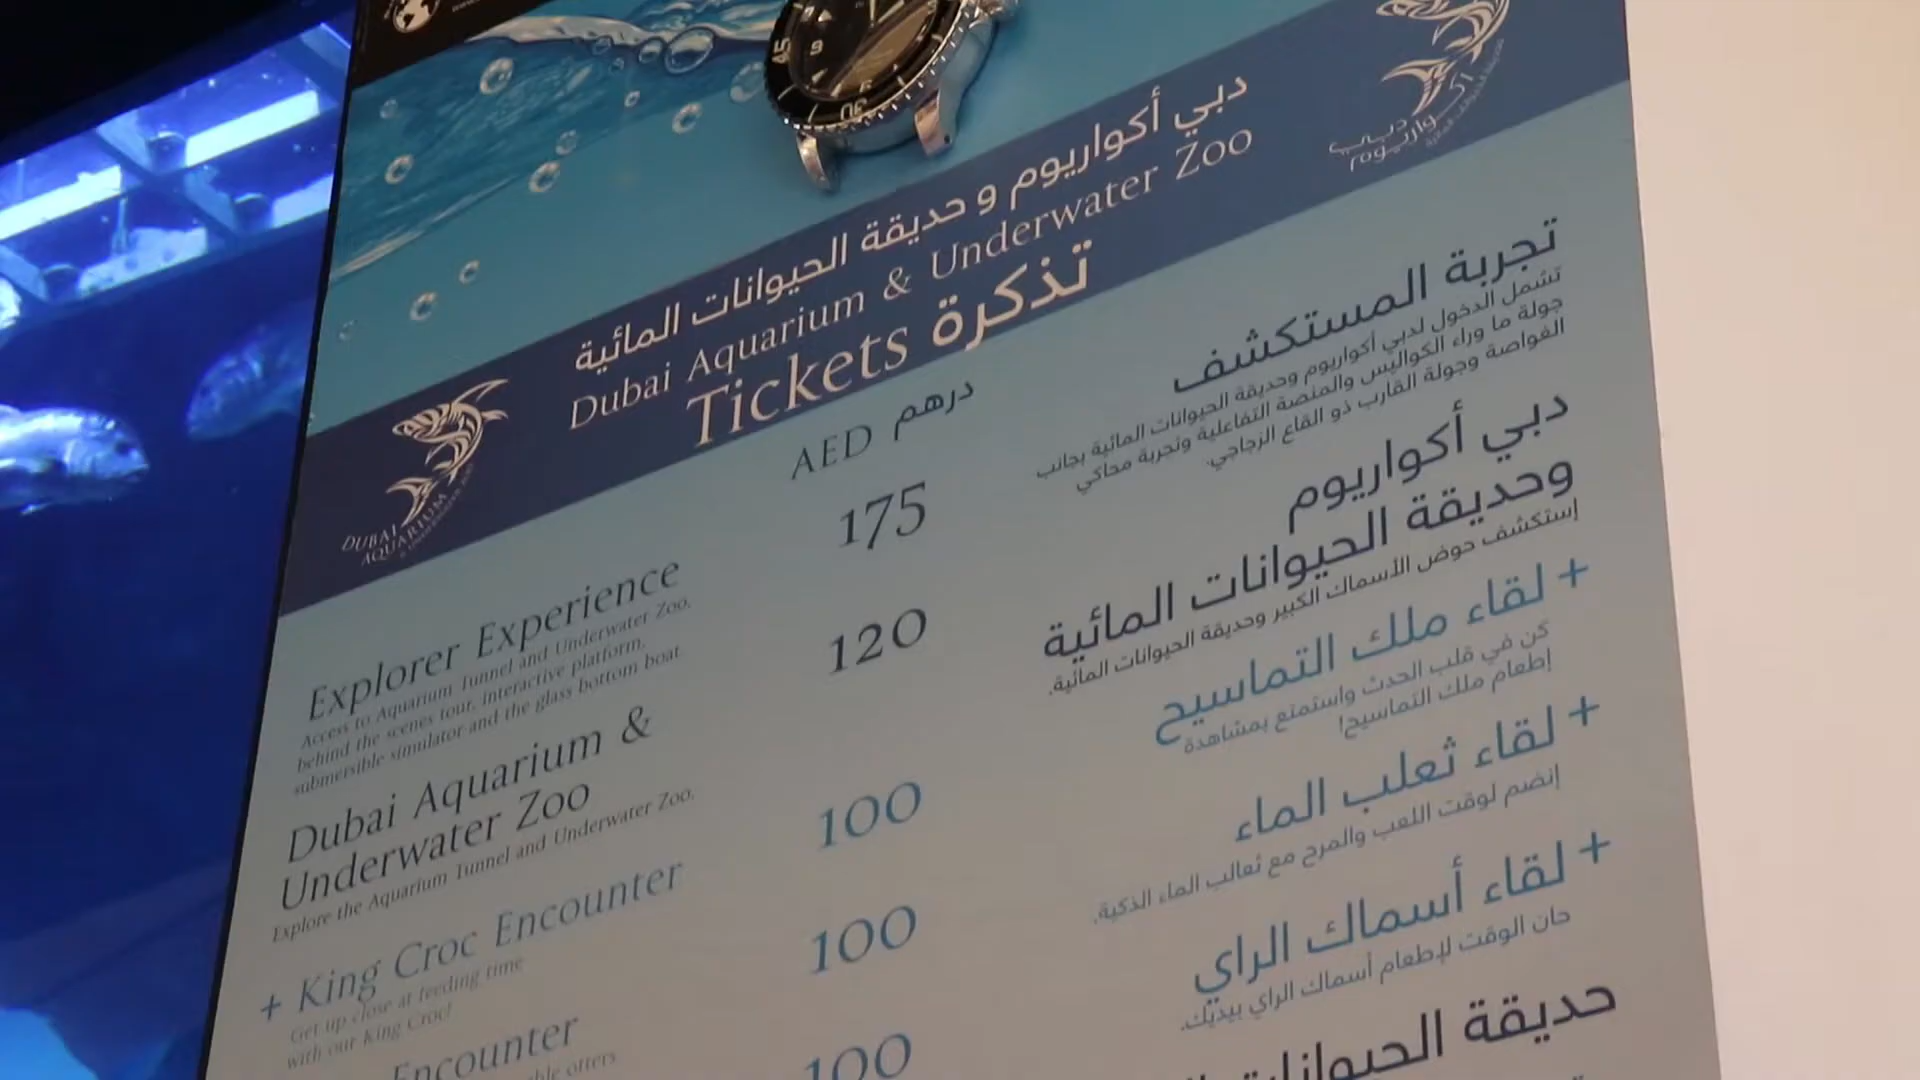 دبي أكواريوم و حديقة الحيوانات المائية
Dubai Aquarium & Underwater Zoo
Tickets تذكرة
DUBAI
AQUARIUM
دبي
أكواريوم
AED درهم
Explorer Experience
Access to Aquarium Tunnel and Underwater Zoo,
behind the scenes tour, interactive platform,
submersible simulator and the glass bottom boat.
175
تجربة المستكشف
تشمل الدخول لدبي أكواريوم وحديقة الحيوانات المائية بجانب
جولة ما وراء الكواليس والمنصة التفاعلية وتجربة محاكي
الغواصة وجولة القارب ذو القاع الزجاجي.
Dubai Aquarium &
Underwater Zoo
Explore the Aquarium Tunnel and Underwater Zoo.
120
دبي أكواريوم
وحديقة الحيوانات المائية
إستكشف حوض الأسماك الكبير وحديقة الحيوانات المائية.
+ King Croc Encounter
Get up close at feeding time
with our King Croc!
100
+ لقاء ملك التماسيح
كن في قلب الحدث واستمتع بمشاهدة
إطعام ملك التماسيح!
Encounter
otters
100
+ لقاء ثعلب الماء
إنضم لوقت اللعب والمرح مع ثعالب الماء الذكية.
100
+ لقاء أسماك الراي
حان الوقت لإطعام أسماك الراي بيديك.
حديقة الحيوانات